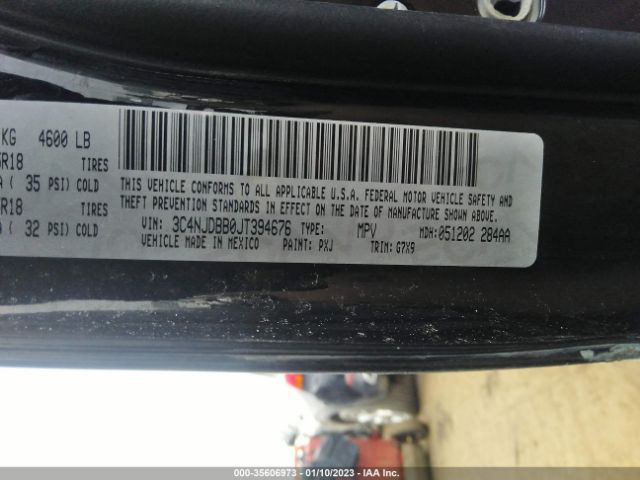 KG 4600 LB
R18 TIRES
( 35 PSI) COLD
R18 TIRES
( 32 PSI) COLD
THIS VEHICLE CONFORMS TO ALL APPLICABLE U.S.A. FEDERAL MOTOR VEHICLE SAFETY AND
THEFT PREVENTION STANDARDS IN EFFECT ON THE DATE OF MANUFACTURE SHOWN ABOVE.
VIN: 3C4NJDBB0JT394676 TYPE: MPV MDH: 051202 284AA
VEHICLE MADE IN MEXICO PAINT: PXJ TRIM: G7X9
000-35606973 - 01/10/2023 - IAA Inc.